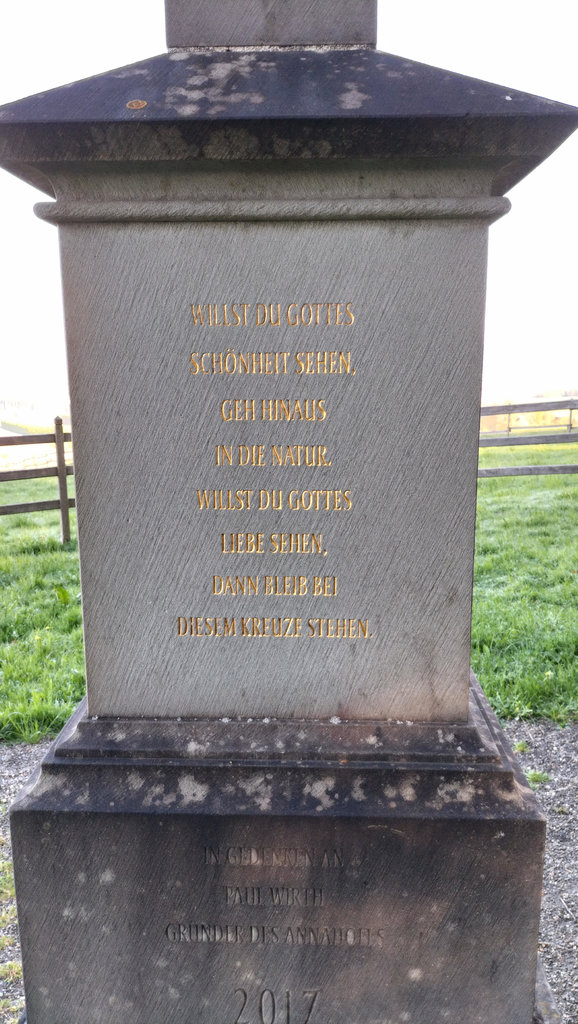 WILLST DU GOTTES
SCHÖNHEIT SEHEN,
GEH HINAUS
IN DIE NATUR.
WILLST DU GOTTES
LIEBE SEHEN,
DANN BLEIB BEI
DIESEM KREUZE STEHEN.
IN GEDENKEN AN
PAUL WIRTH
GRÜNDER DES ANNAHOFES
2017